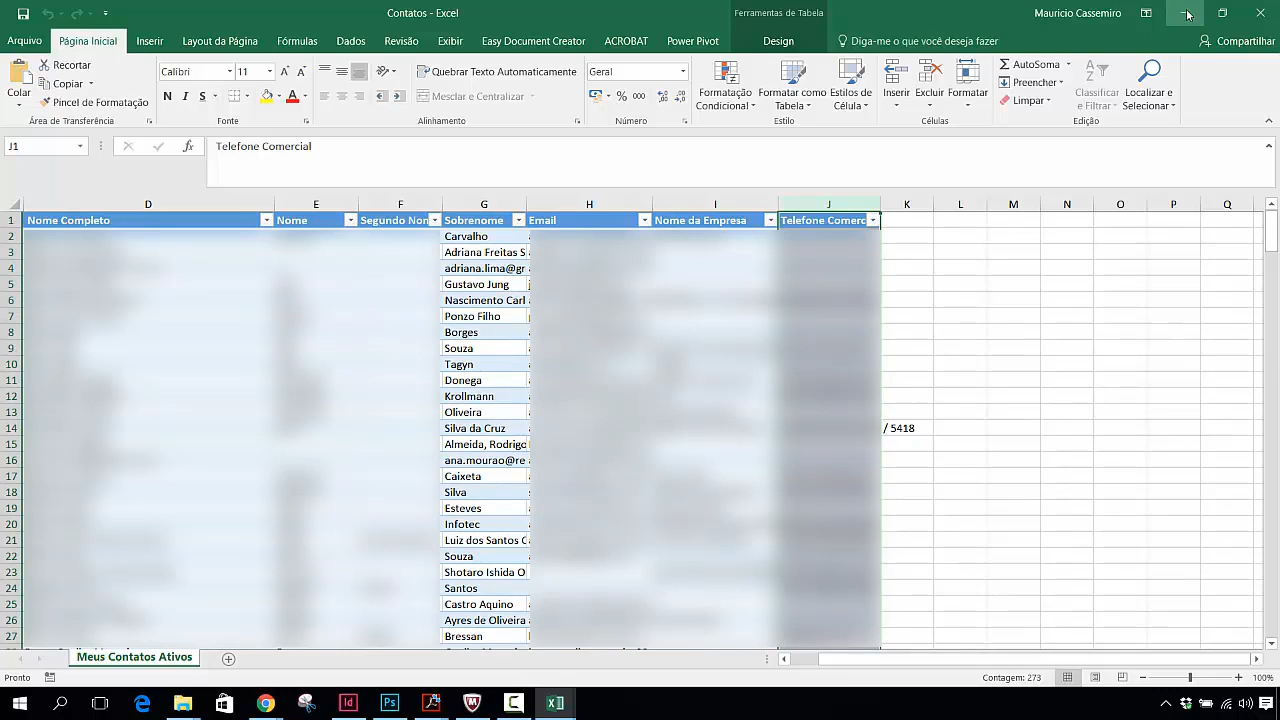 Contatos - Excel
Ferramentas de Tabela
Mauricio Cassemiro
Arquivo
Página Inicial
Inserir
Layout da Página
Fórmulas
Dados
Revisão
Exibir
Easy Document Creator
ACROBAT
Power Pivot
Design
Diga-me o que você deseja fazer
Compartilhar
Colar
Recortar
Copiar
Pincel de Formatação
Área de Transferência
Calibri
11
N I S
Fonte
Quebrar Texto Automaticamente
Mesclar e Centralizar
Alinhamento
Geral
% 000
Número
Formatação Condicional
Formatar como Tabela
Estilos de Célula
Estilo
Inserir
Excluir
Formatar
Células
AutoSoma
Preencher
Limpar
Classificar e Filtrar
Localizar e Selecionar
Edição
J1
fx
Telefone Comercial
D E F G H I J K L M N O P Q
1 Nome Completo Nome Segundo Non Sobrenome Email Nome da Empresa Telefone Comerc
2 Carvalho
3 Adriana Freitas S
4 adriana.lima@gr
5 Gustavo Jung
6 Nascimento Carl
7 Ponzo Filho
8 Borges
9 Souza
10 Tagyn
11 Donega
12 Krollmann
13 Oliveira
14 Silva da Cruz / 5418
15 Almeida, Rodrigo
16 ana.mourao@re
17 Caixeta
18 Silva
19 Esteves
20 Infotec
21 Luiz dos Santos C
22 Souza
23 Shotaro Ishida O
24 Santos
25 Castro Aquino
26 Ayres de Oliveira
27 Bressan
Meus Contatos Ativos
Pronto
Contagem: 273
100%